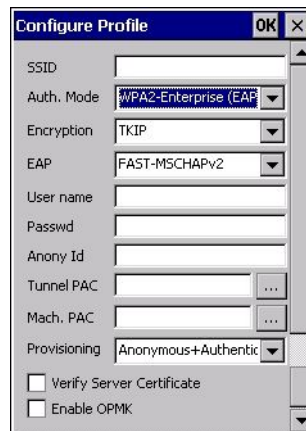 Configure Profile OK ×
SSID
Auth. Mode WPA2-Enterprise (EAP
Encryption TKIP
EAP FAST-MSCHAPv2
User name
Passwd
Anony Id
Tunnel PAC ...
Mach. PAC ...
Provisioning Anonymous+Authentic
Verify Server Certificate
Enable OPMK